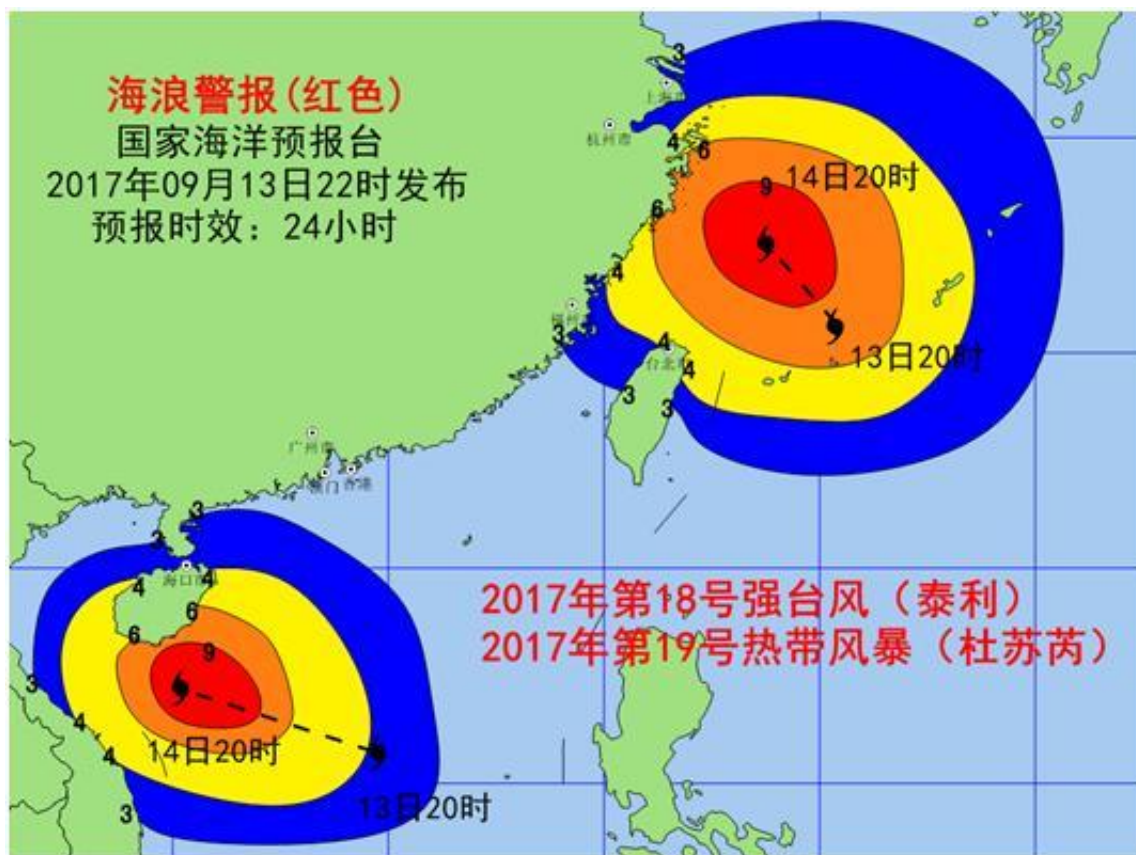 海浪警报(红色)
国家海洋预报台
2017年09月13日22时发布
预报时效：24小时
3
上海市
杭州市
4
6
9
14日20时
6
4
福州
3
13日20时
4
台北市
4
3
3
广州市
澳门
香港
3
3
海口市
4
4
6
6
9
2017年第18号强台风（泰利）
2017年第19号热带风暴（杜苏芮）
3
4
4
14日20时
3
13日20时